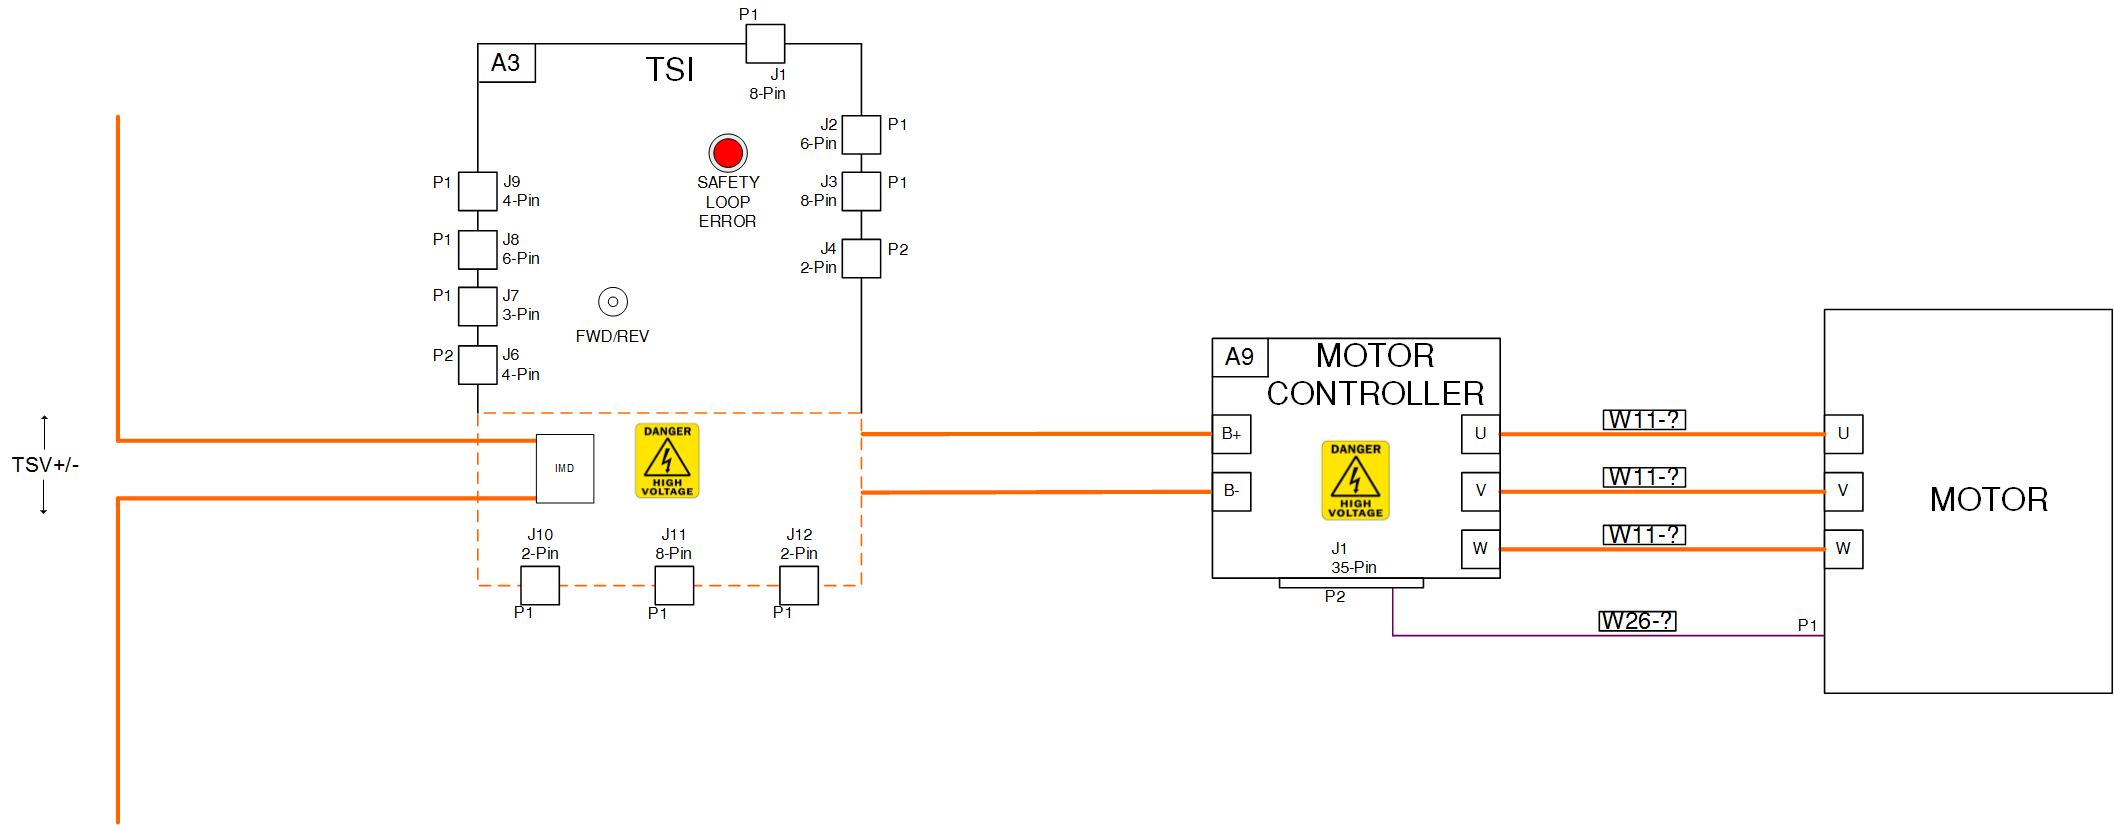 P1
A3
TSI
J1
8-Pin
J2
6-Pin
P1
J3
8-Pin
P1
J4
2-Pin
P2
SAFETY
LOOP
ERROR
P1
J9
4-Pin
P1
J8
6-Pin
P1
J7
3-Pin
P2
J6
4-Pin
FWD/REV
TSV+/-
IMD
DANGER
HIGH
VOLTAGE
J10
2-Pin
P1
J11
8-Pin
P1
J12
2-Pin
P1
A9
MOTOR
CONTROLLER
B+
B-
DANGER
HIGH
VOLTAGE
U
V
W
J1
35-Pin
P2
W11-?
W11-?
W11-?
W26-?
P1
U
V
W
MOTOR